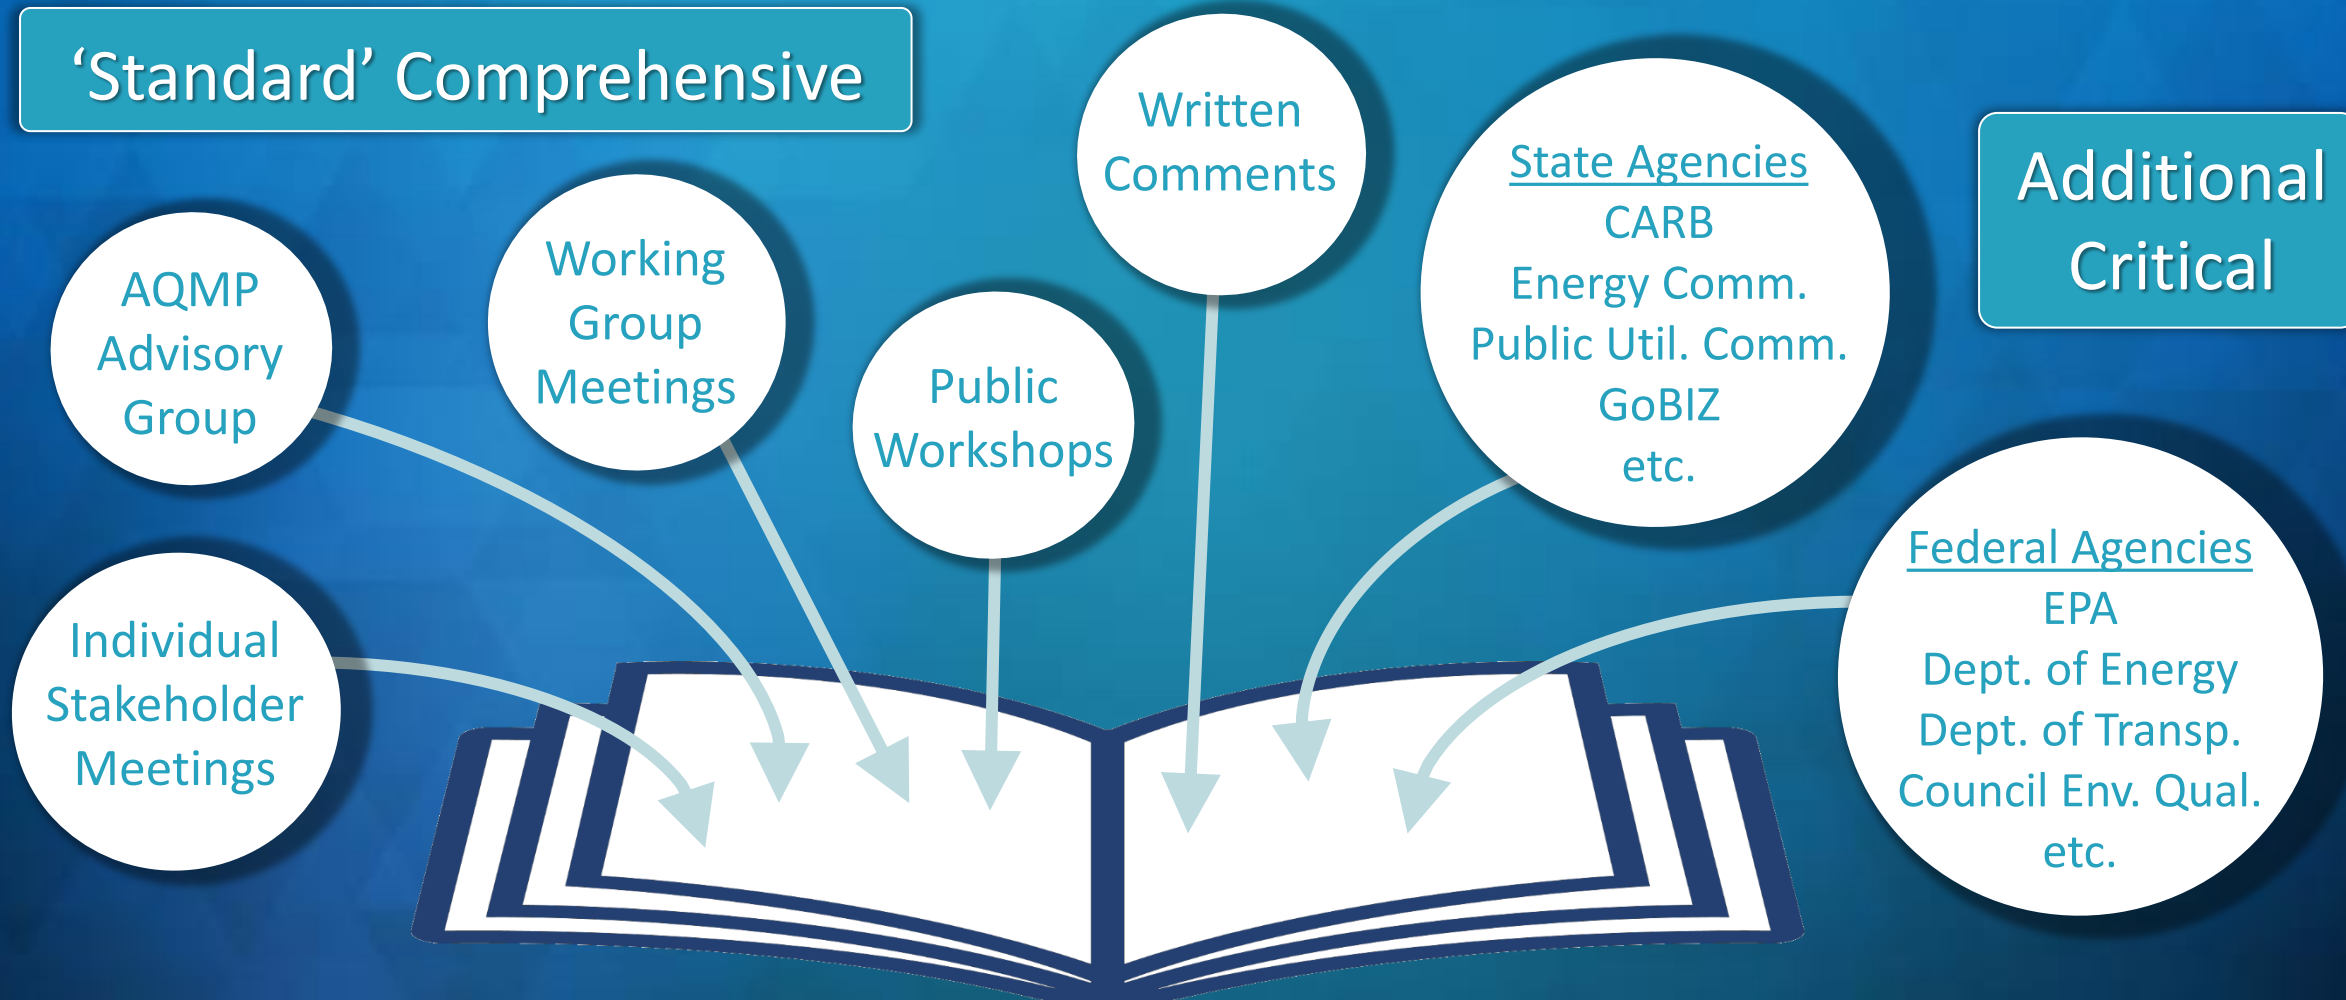 ‘Standard’ Comprehensive
AQMP
Advisory
Group
Individual
Stakeholder
Meetings
Working
Group
Meetings
Public
Workshops
Written
Comments
State Agencies
CARB
Energy Comm.
Public Util. Comm.
GoBIZ
etc.
Additional
Critical
Federal Agencies
EPA
Dept. of Energy
Dept. of Transp.
Council Env. Qual.
etc.